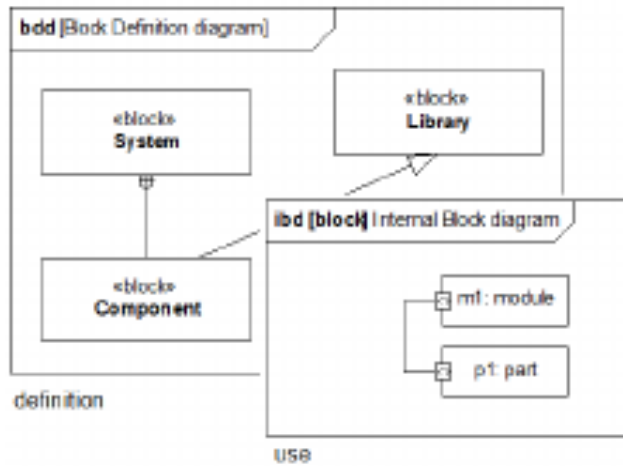 bdd [Block Definition diagram]
«block»
System
«block»
Library
ibd [block] Internal Block diagram
«block»
Component
m1: module
p1: part
definition
use